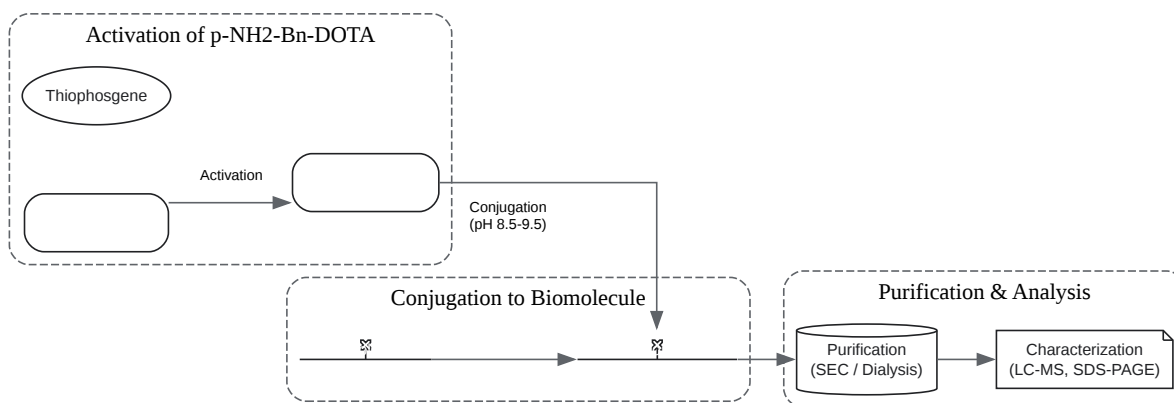 Activation of p-NH2-Bn-DOTA
Thiophosgene
Activation
Conjugation
(pH 8.5-9.5)
Conjugation to Biomolecule
Purification & Analysis
Purification
(SEC / Dialysis)
Characterization
(LC-MS, SDS-PAGE)